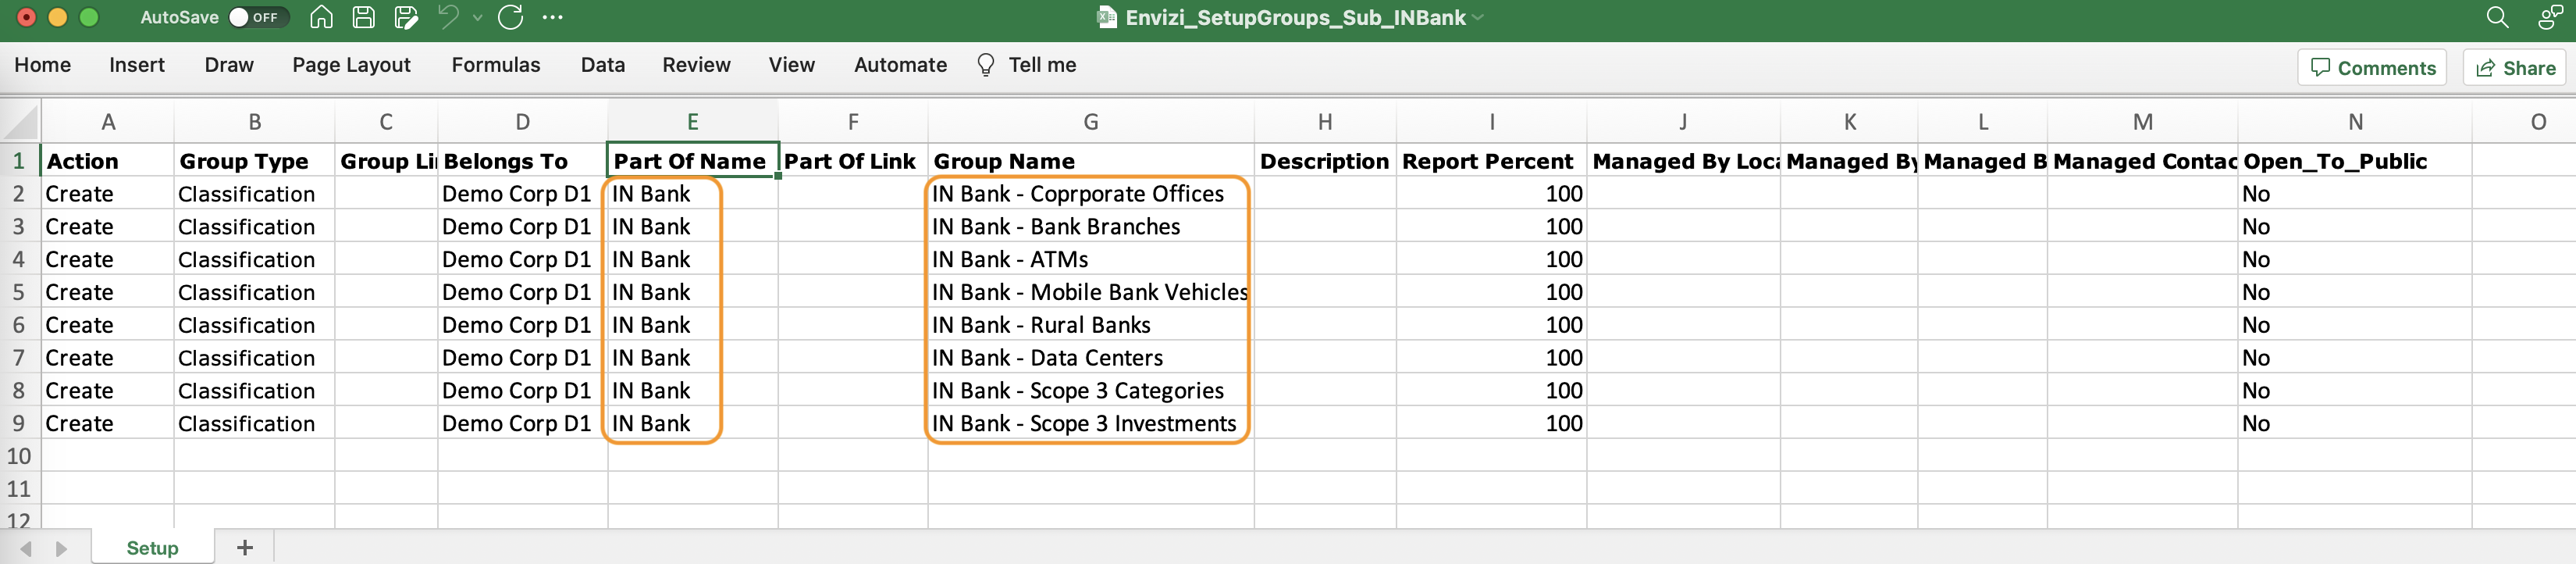 AutoSave OFF Envizi_SetupGroups_Sub_INBank
Home Insert Draw Page Layout Formulas Data Review View Automate Tell me Comments Share
A B C D E F G H I J K L M N O
1 Action Group Type Group Li Belongs To Part Of Name Part Of Link Group Name Description Report Percent Managed By Loca Managed By Managed B Managed Contac Open_To_Public
2 Create Classification Demo Corp D1 IN Bank IN Bank - Coprporate Offices 100 No
3 Create Classification Demo Corp D1 IN Bank IN Bank - Bank Branches 100 No
4 Create Classification Demo Corp D1 IN Bank IN Bank - ATMs 100 No
5 Create Classification Demo Corp D1 IN Bank IN Bank - Mobile Bank Vehicles 100 No
6 Create Classification Demo Corp D1 IN Bank IN Bank - Rural Banks 100 No
7 Create Classification Demo Corp D1 IN Bank IN Bank - Data Centers 100 No
8 Create Classification Demo Corp D1 IN Bank IN Bank - Scope 3 Categories 100 No
9 Create Classification Demo Corp D1 IN Bank IN Bank - Scope 3 Investments 100 No
10
11
12
Setup